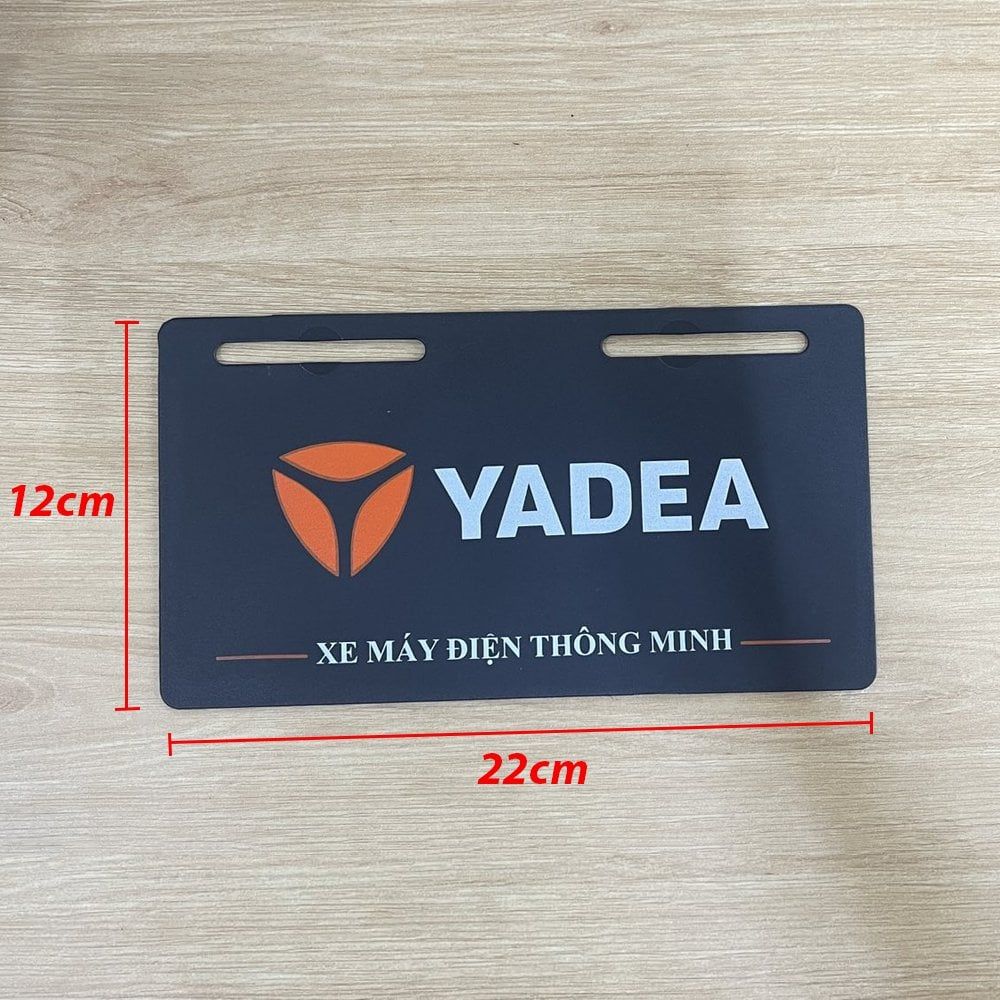 YADEA
12cm
XE MÁY ĐIỆN THÔNG MINH
22cm